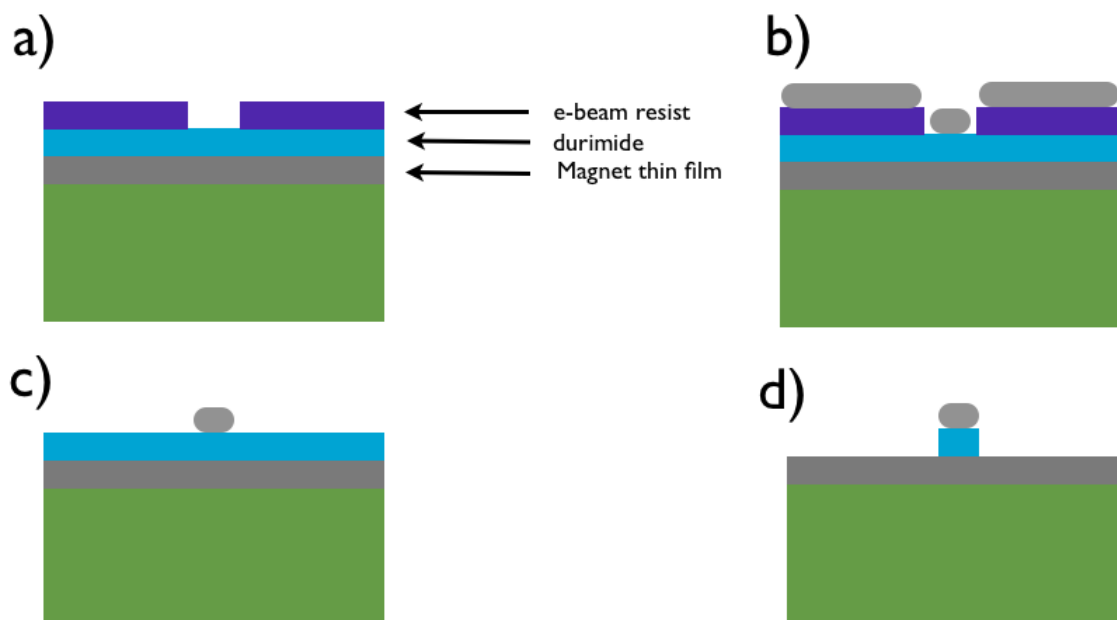 a)
b)
e-beam resist
durimide
Magnet thin film
c)
d)